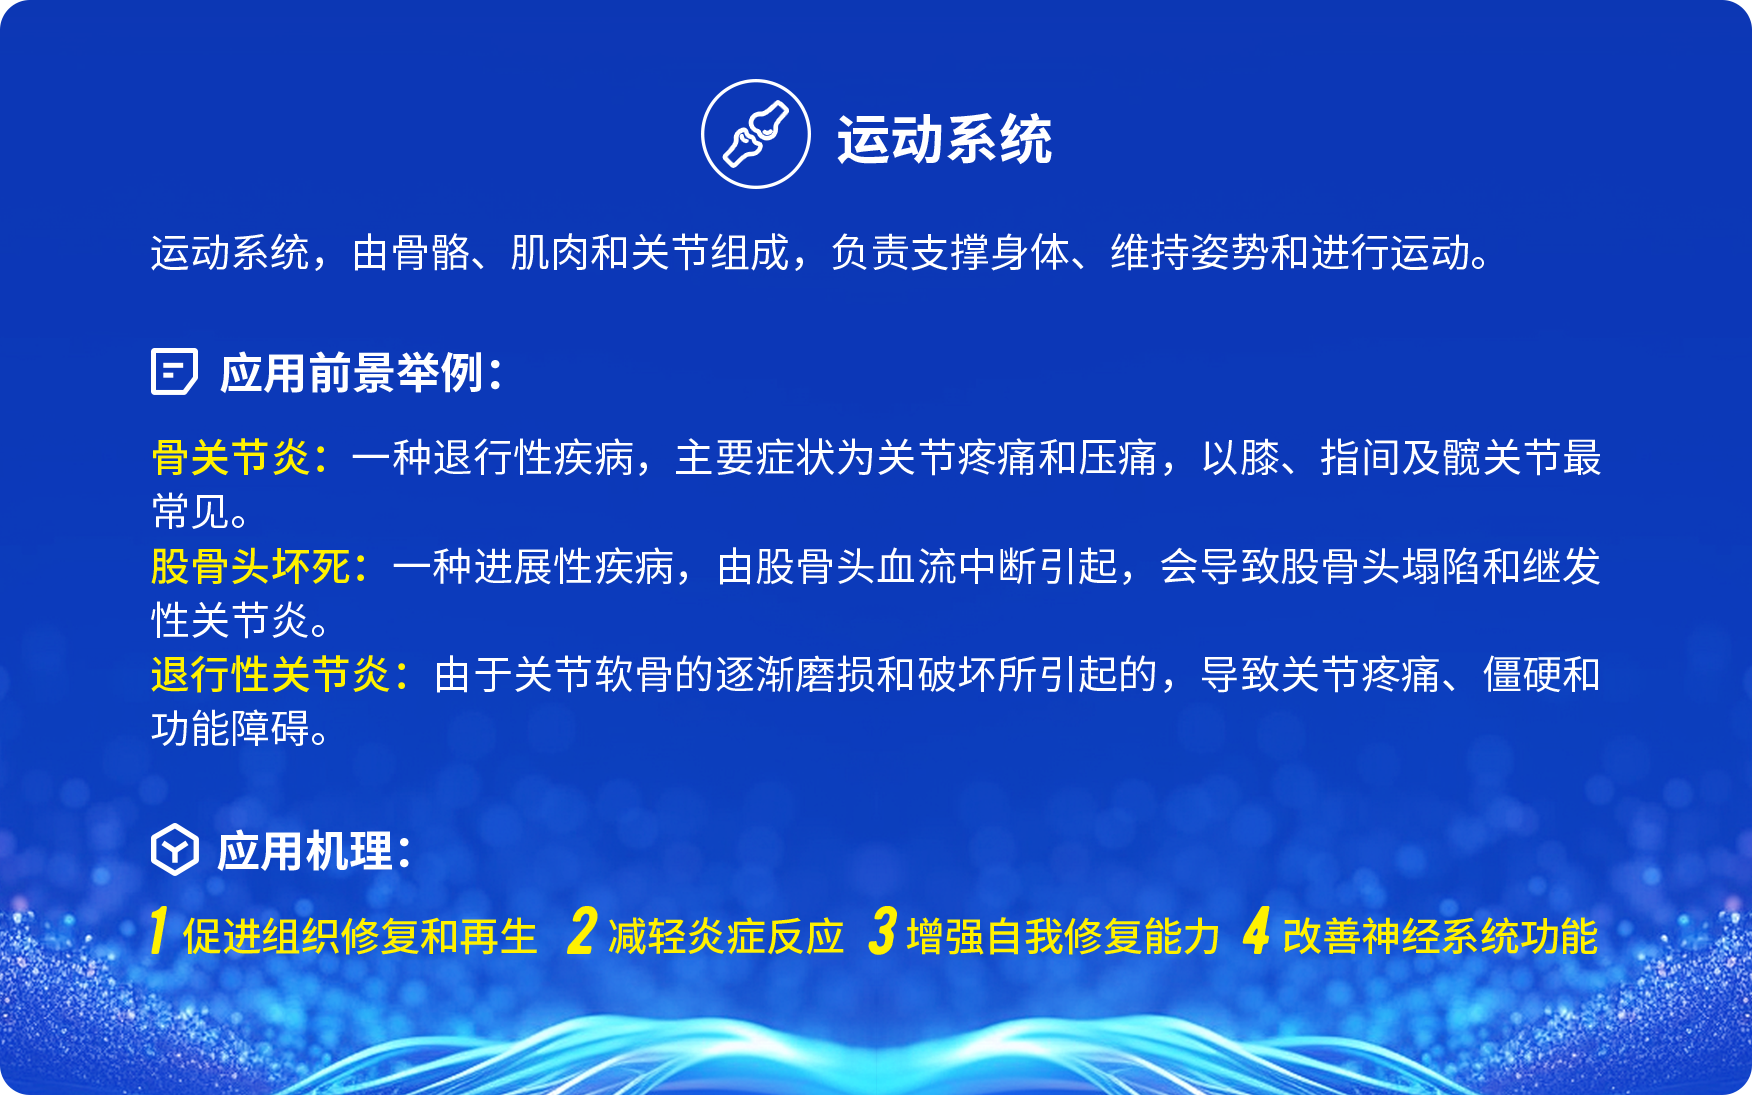 运动系统
运动系统，由骨骼、肌肉和关节组成，负责支撑身体、维持姿势和进行运动。
应用前景举例：
骨关节炎：一种退行性疾病，主要症状为关节疼痛和压痛，以膝、指间及髋关节最
常见。
股骨头坏死：一种进展性疾病，由股骨头血流中断引起，会导致股骨头塌陷和继发
性关节炎。
退行性关节炎：由于关节软骨的逐渐磨损和破坏所引起的，导致关节疼痛、僵硬和
功能障碍。
应用机理：
1 促进组织修复和再生 2 减轻炎症反应 3 增强自我修复能力 4 改善神经系统功能